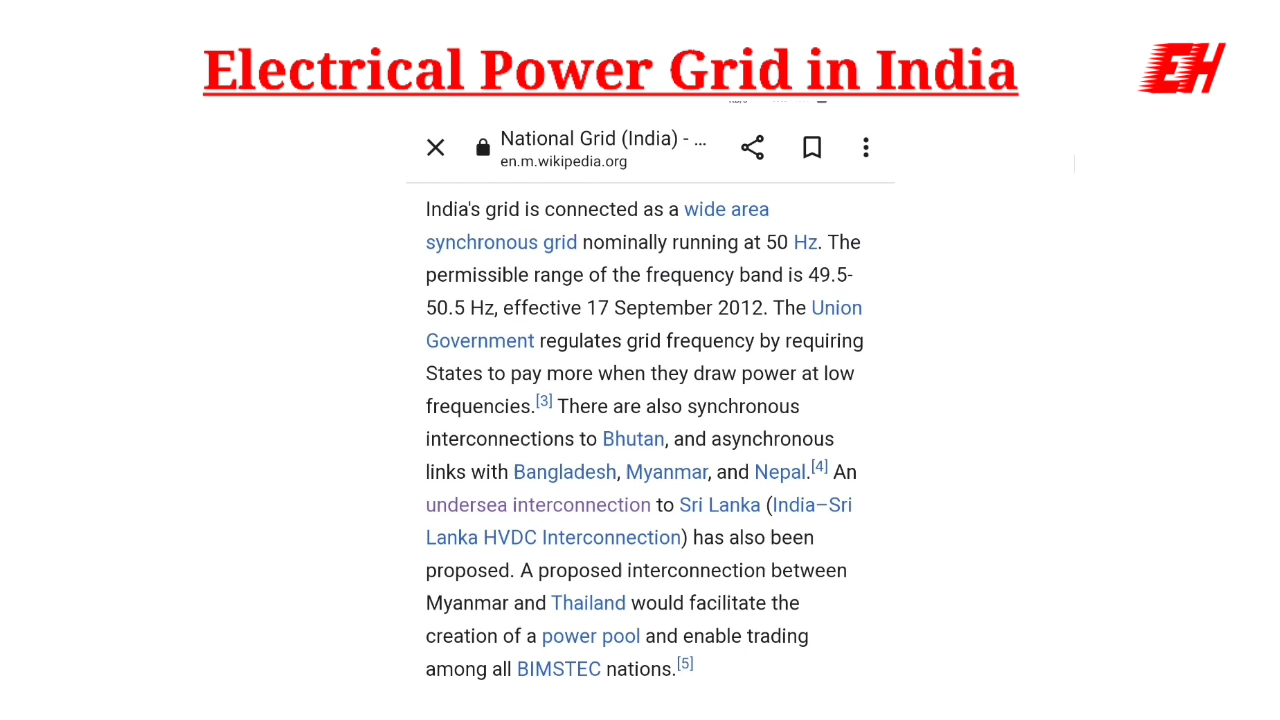 Electrical Power Grid in India
EH
National Grid (India) - ...
en.m.wikipedia.org
India's grid is connected as a wide area
synchronous grid nominally running at 50 Hz. The
permissible range of the frequency band is 49.5-
50.5 Hz, effective 17 September 2012. The Union
Government regulates grid frequency by requiring
States to pay more when they draw power at low
frequencies.[3] There are also synchronous
interconnections to Bhutan, and asynchronous
links with Bangladesh, Myanmar, and Nepal.[4] An
undersea interconnection to Sri Lanka (India–Sri
Lanka HVDC Interconnection) has also been
proposed. A proposed interconnection between
Myanmar and Thailand would facilitate the
creation of a power pool and enable trading
among all BIMSTEC nations.[5]